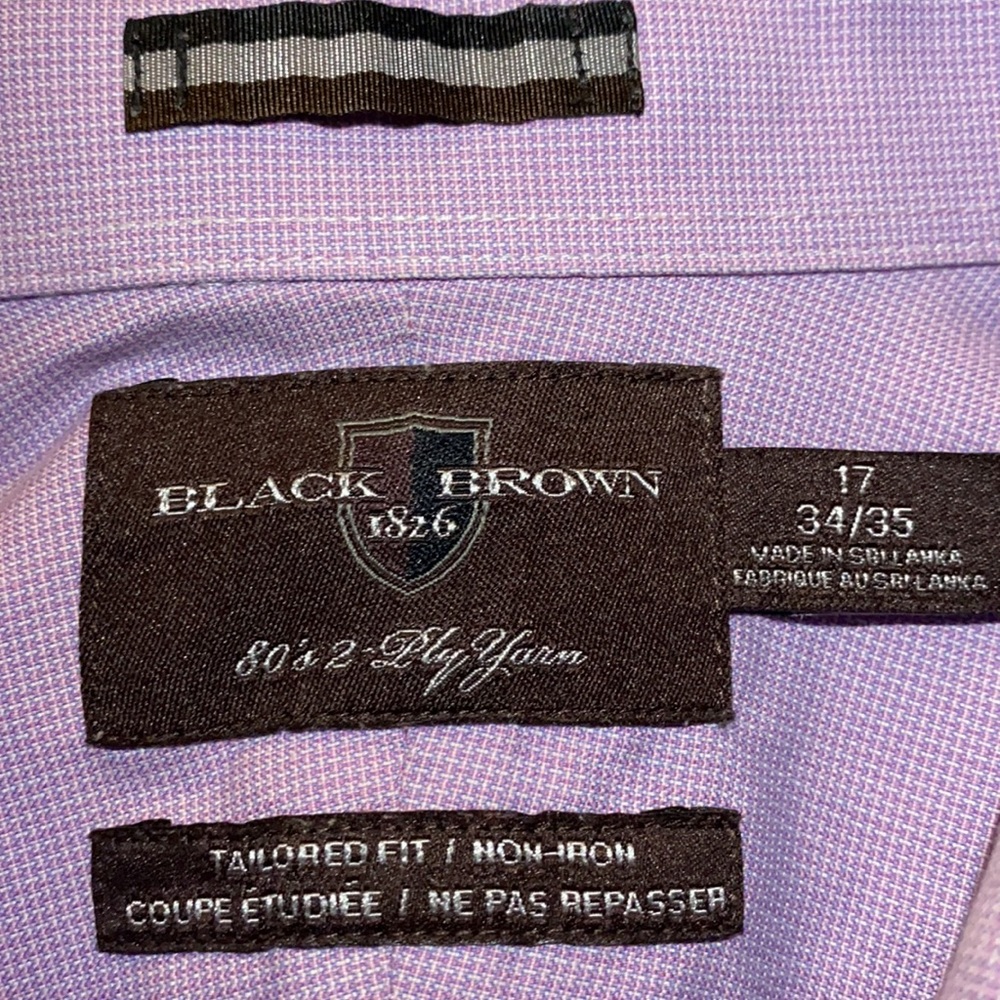 BLACK BROWN
1826
80's 2-Ply Yarn
17
34/35
MADE IN SRI LANKA
FABRIQUE AU SRI LANKA
TAILORED FIT / NON-IRON
COUPE ÉTUDIÉE / NE PAS REPASSER